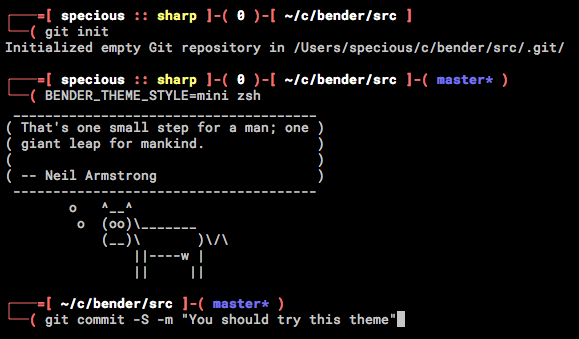 ┌────=[ specious :: sharp ]-( 0 )-[ ~/c/bender/src ]
└──( git init
Initialized empty Git repository in /Users/specious/c/bender/src/.git/
┌────=[ specious :: sharp ]-( 0 )-[ ~/c/bender/src ]-( master* )
└──( BENDER_THEME_STYLE=mini zsh
 ______________________________________
( That's one small step for a man; one )
( giant leap for mankind.              )
(                                      )
( -- Neil Armstrong                    )
 --------------------------------------
        o   ^__^
         o  (oo)\_______
            (__)\       )\/\
                ||----w |
                ||     ||
┌────=[ ~/c/bender/src ]-( master* )
└──( git commit -S -m "You should try this theme"